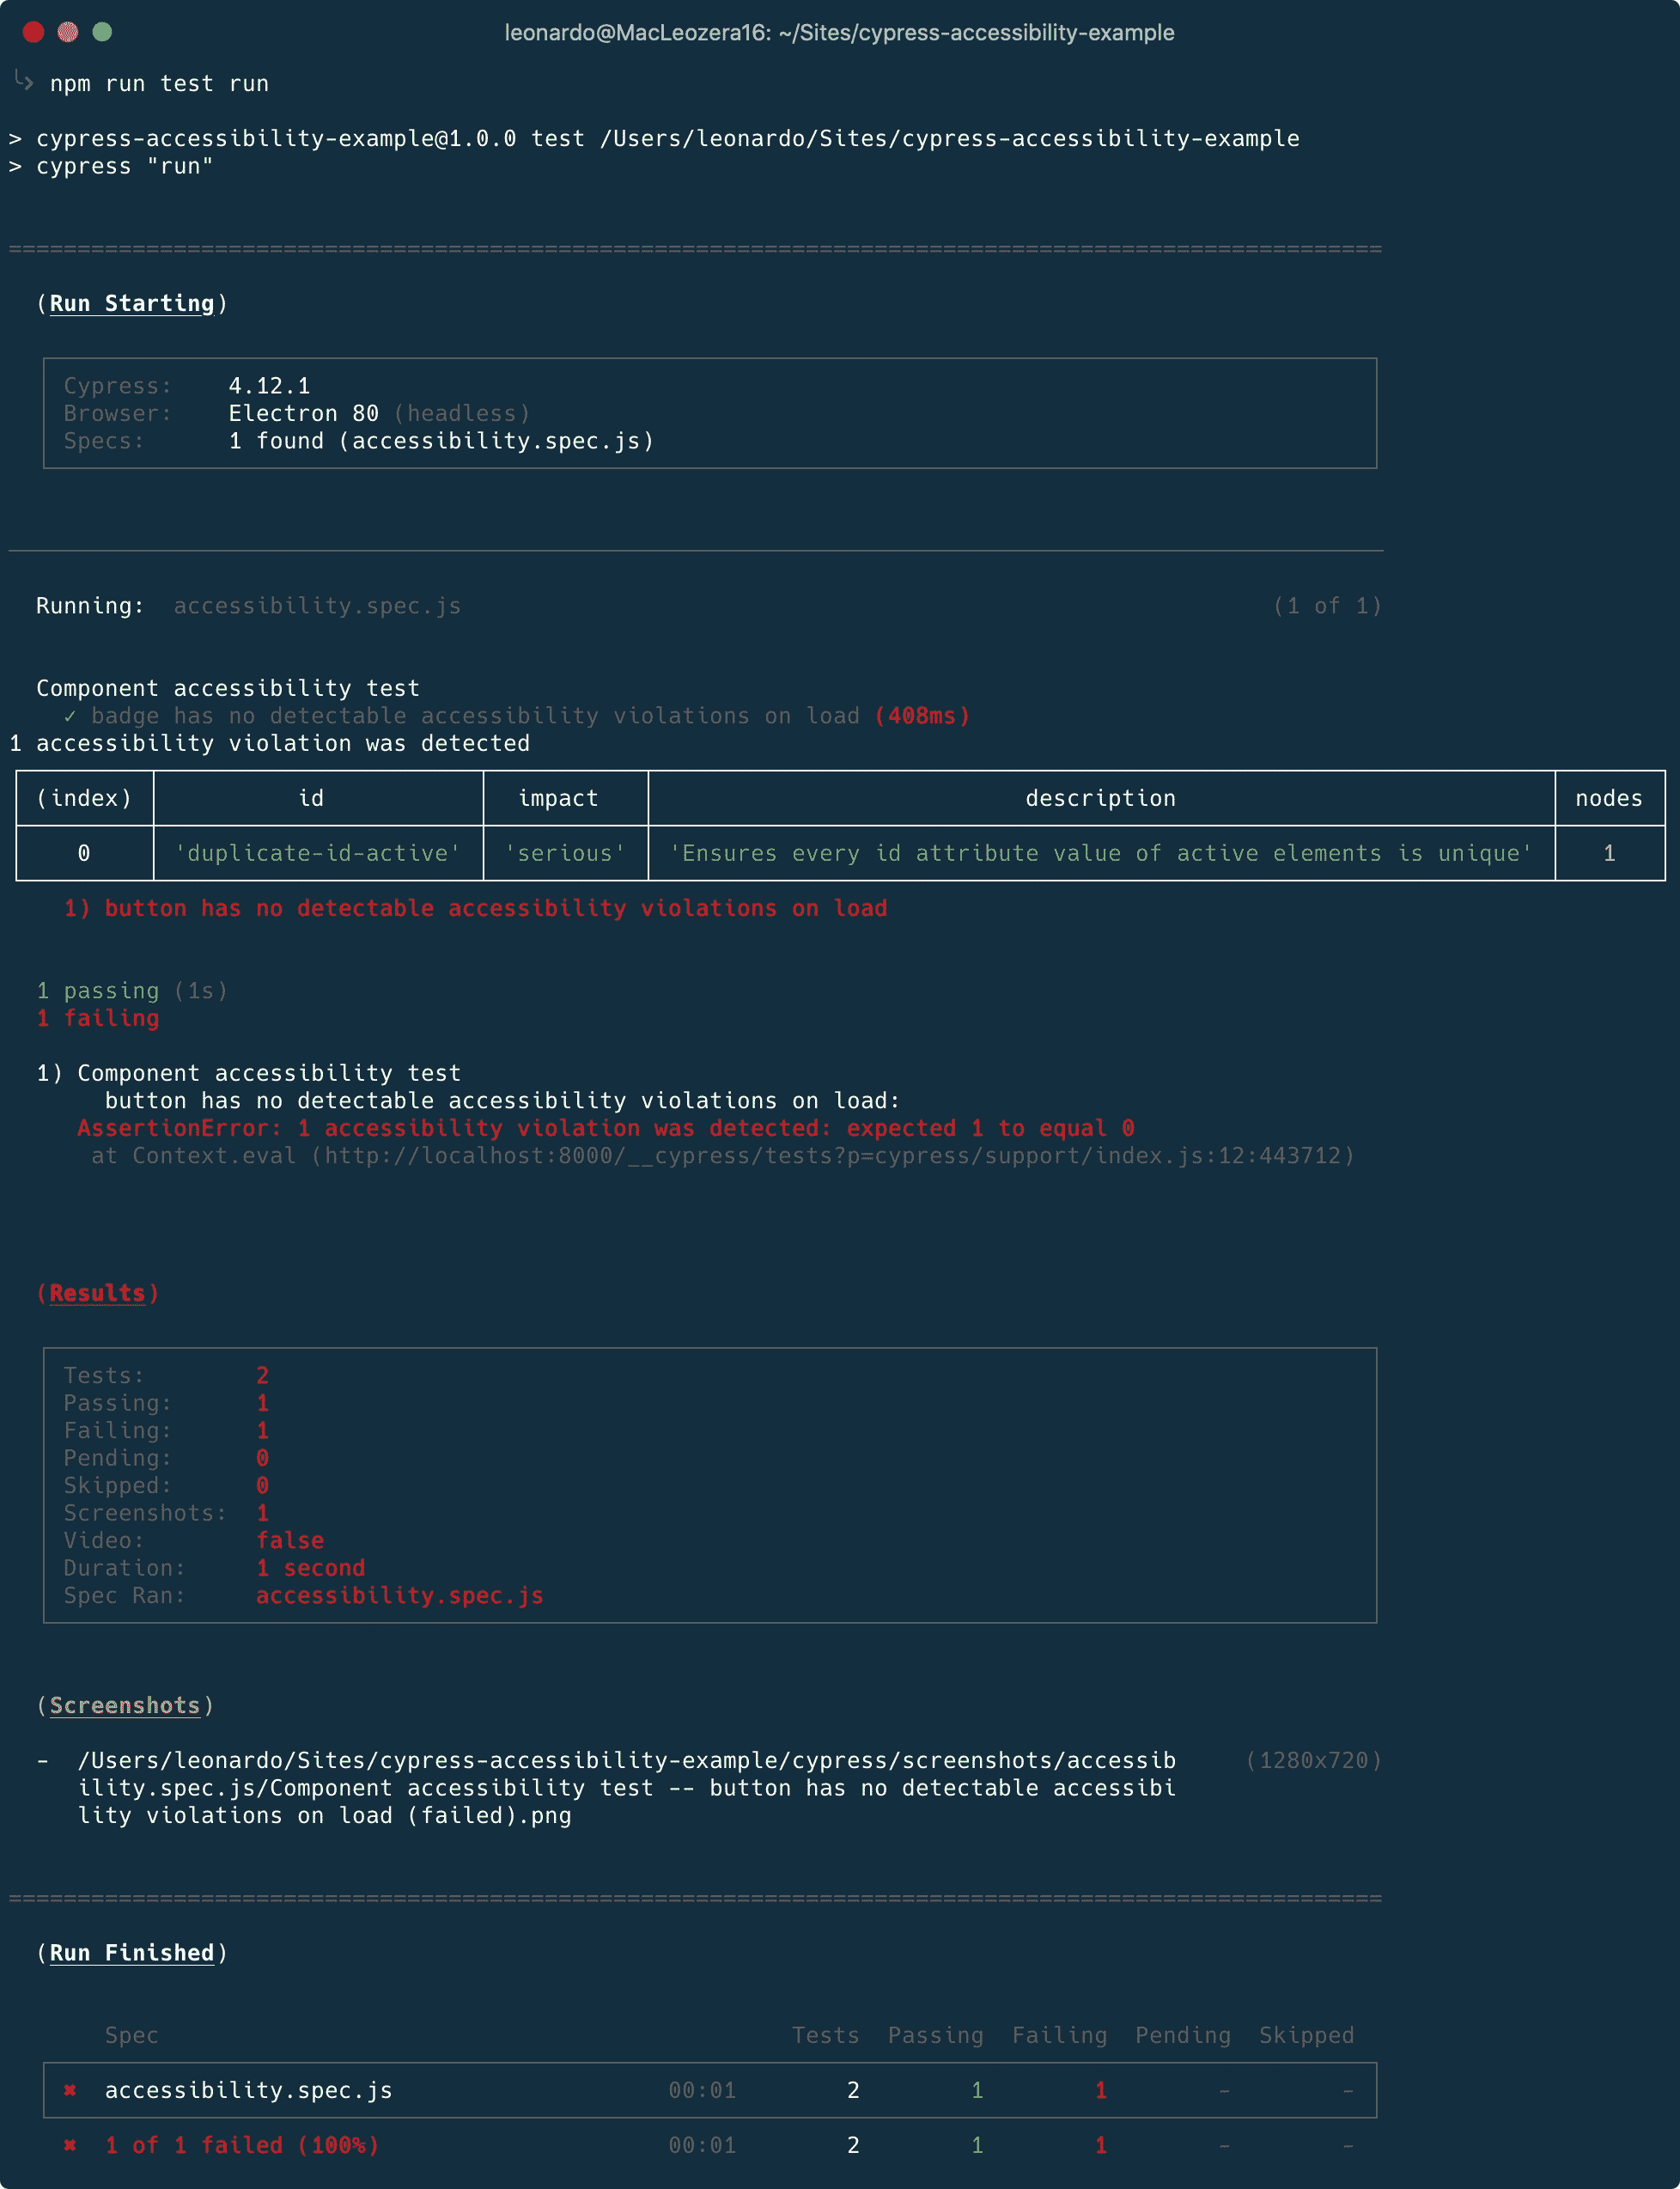 leonardo@MacLeozera16: ~/Sites/cypress-accessibility-example
npm run test run
> cypress-accessibility-example@1.0.0 test /Users/leonardo/Sites/cypress-accessibility-example
> cypress "run"
====================================================================================================
(Run Starting)
Cypress: 4.12.1
Browser: Electron 80 (headless)
Specs: 1 found (accessibility.spec.js)
Running: accessibility.spec.js (1 of 1)
Component accessibility test
✓ badge has no detectable accessibility violations on load (408ms)
1 accessibility violation was detected
(index) id impact description nodes
0 'duplicate-id-active' 'serious' 'Ensures every id attribute value of active elements is unique' 1
1) button has no detectable accessibility violations on load
1 passing (1s)
1 failing
1) Component accessibility test
button has no detectable accessibility violations on load:
AssertionError: 1 accessibility violation was detected: expected 1 to equal 0
at Context.eval (http://localhost:8000/__cypress/tests?p=cypress/support/index.js:12:443712)
(Results)
Tests: 2
Passing: 1
Failing: 1
Pending: 0
Skipped: 0
Screenshots: 1
Video: false
Duration: 1 second
Spec Ran: accessibility.spec.js
(Screenshots)
- /Users/leonardo/Sites/cypress-accessibility-example/cypress/screenshots/accessib (1280x720)
ility.spec.js/Component accessibility test -- button has no detectable accessibi
lity violations on load (failed).png
====================================================================================================
(Run Finished)
Spec Tests Passing Failing Pending Skipped
✖ accessibility.spec.js 00:01 2 1 1 - -
✖ 1 of 1 failed (100%) 00:01 2 1 1 - -